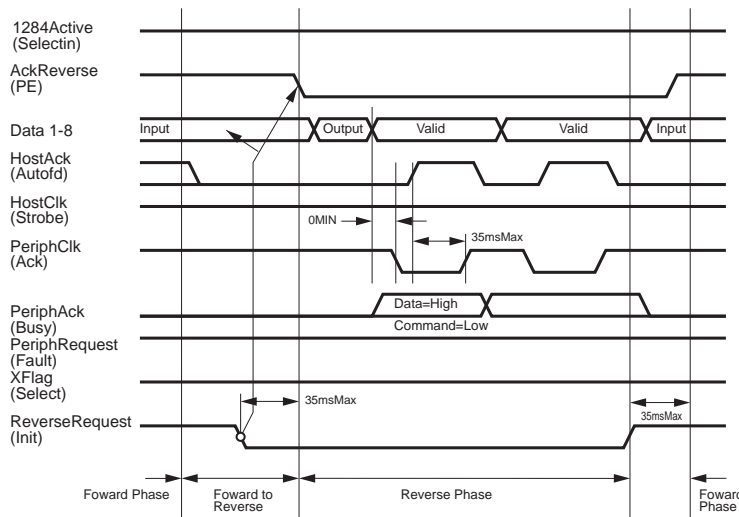 1284Active
(Selectin)
AckReverse
(PE)
Data 1-8
Input
Output
Valid
Valid
Input
HostAck
(Autofd)
HostClk
(Strobe)
0MIN
35msMax
PeriphClk
(Ack)
Data=High
PeriphAck
(Busy)
Command=Low
PeriphRequest
(Fault)
XFlag
(Select)
35msMax
35msMax
ReverseRequest
(Init)
Foward Phase
Foward to
Reverse
Reverse Phase
Foward
Phase